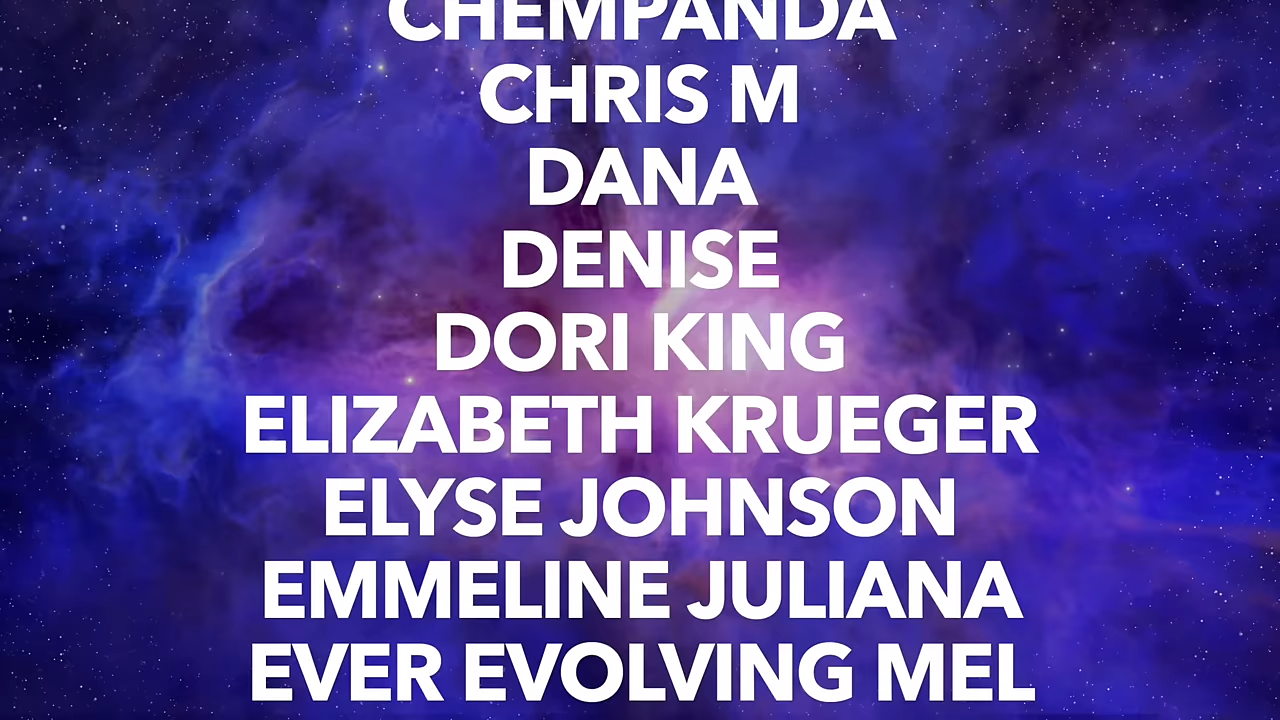 CHEMPANDA
CHRIS M
DANA
DENISE
DORI KING
ELIZABETH KRUEGER
ELYSE JOHNSON
EMMELINE JULIANA
EVER EVOLVING MEL